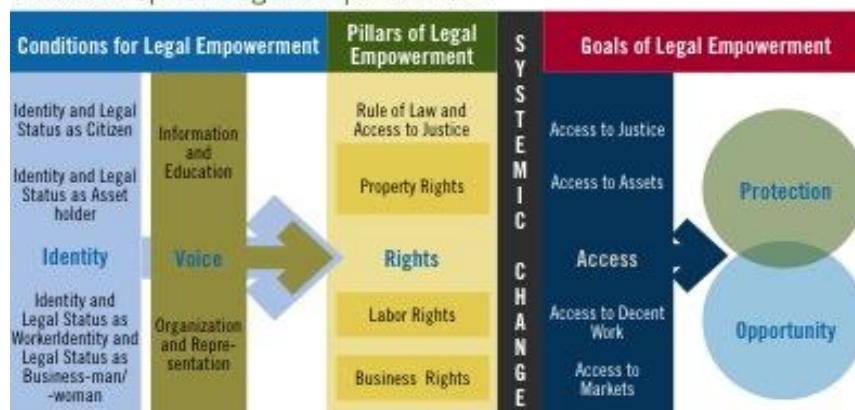 Conditions for Legal Empowerment
Pillars of Legal
Empowerment
SYSTEMIC CHANGE
Goals of Legal Empowerment
Identity and Legal
Status as Citizen
Identity and Legal
Status as Asset
holder
Identity
Identity and
Legal Status as
WorkerIdentity and
Legal Status as
Business-man/
-woman
Information
and
Education
Voice
Organization
and Repre-
sentation
Rule of Law and
Access to Justice
Property Rights
Rights
Labor Rights
Business Rights
Access to Justice
Access to Assets
Access
Access to Decent
Work
Access to
Markets
Protection
Opportunity